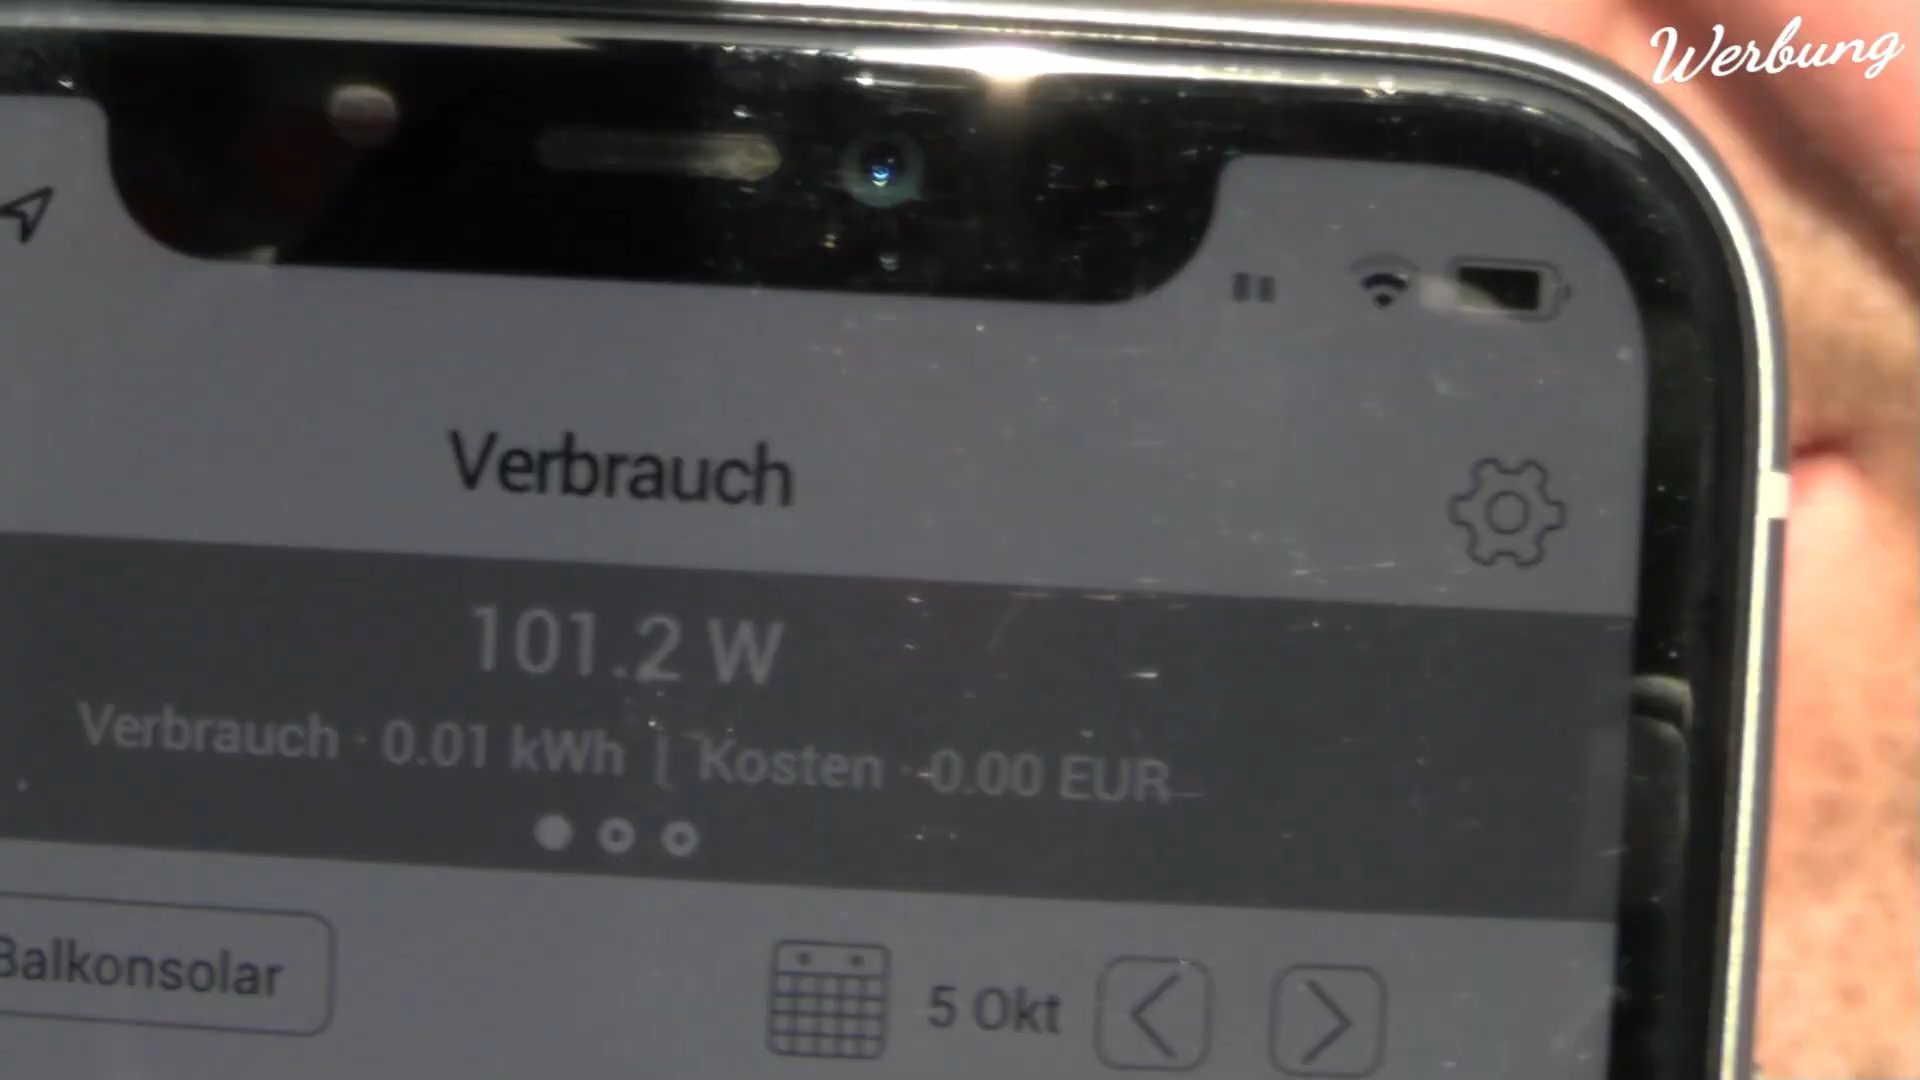 Werbung
Verbrauch
101.2 W
Verbrauch · 0.01 kWh | Kosten · 0.00 EUR
Balkonsolar
5 Okt